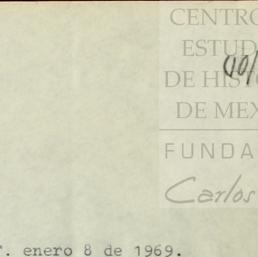 CENTRO
ESTUD
DE HIS
DE MEX
FUNDA
Carlos
. enero 8 de 1969.